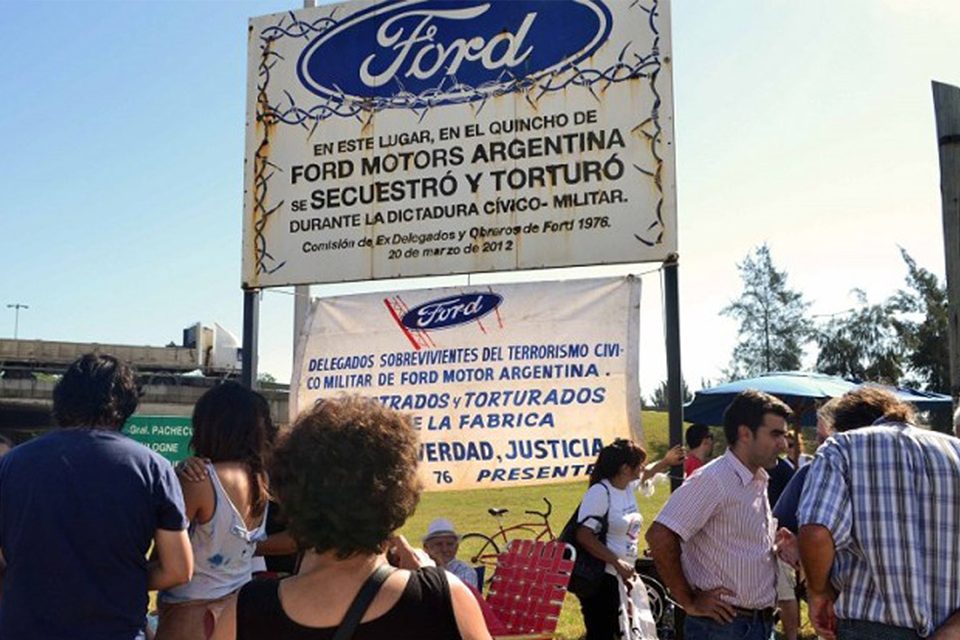 Ford
EN ESTE LUGAR, EN EL QUINCHO DE
FORD MOTORS ARGENTINA
SE SECUESTRÓ Y TORTURÓ
DURANTE LA DICTADURA CÍVICO- MILITAR.
Comisión de Ex Delegados y Obreros de Ford 1976.
20 de marzo de 2012
Ford
DELEGADOS SOBREVIVIENTES DEL TERRORISMO CIVI-
CO MILITAR DE FORD MOTOR ARGENTINA.
Y TORTURADOS
LA FABRICA
VERDAD, JUSTICIA
76 PRESENTE
Gral. PACHECO